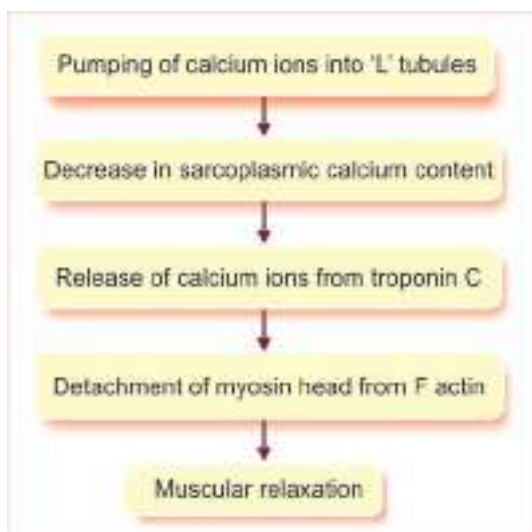 Pumping of calcium ions into 'L' tubules
Decrease in sarcoplasmic calcium content
Release of calcium ions from troponin C
Detachment of myosin head from F actin
Muscular relaxation